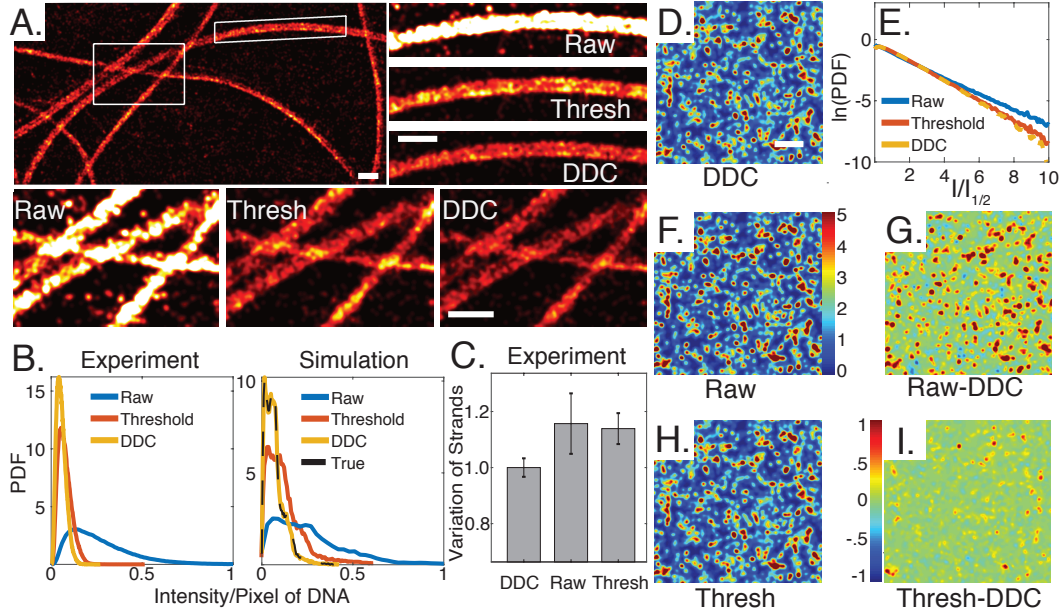 A.
Raw
Thresh
DDC
Raw
Thresh
DDC
B.
Experiment
Simulation
PDF
15
10
5
0
0.5
1
Raw
Threshold
DDC
10
5
0
0.5
1
Raw
Threshold
DDC
True
Intensity/Pixel of DNA
C.
Experiment
Variation of Strands
1.2
1.0
0.8
DDC Raw Thresh
D.
DDC
E.
ln(PDF)
0
-5
-10
Raw
Threshold
DDC
2 4 6 8 10
I/I1/2
F.
Raw
5
4
3
2
1
0
G.
Raw-DDC
H.
Thresh
1
.5
0
-.5
-1
I.
Thresh-DDC